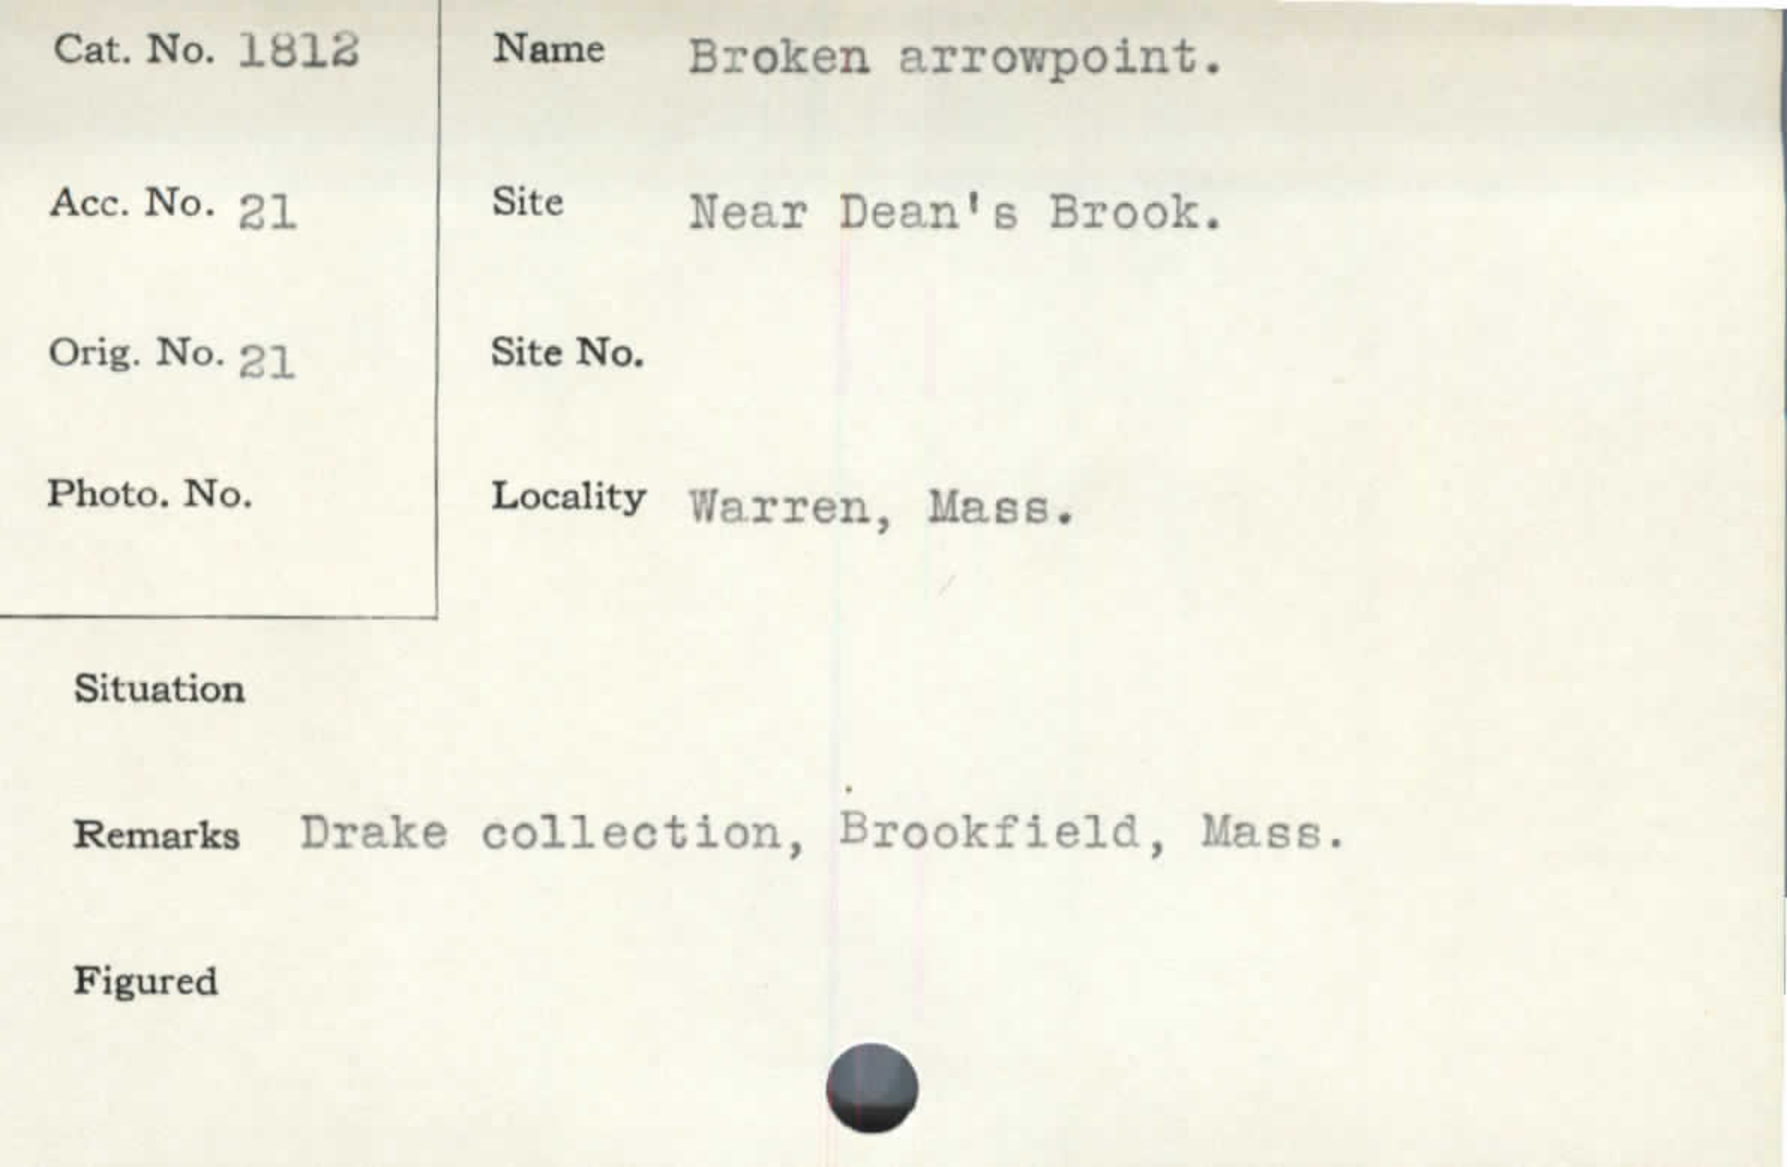 Cat. No. 1812
Name Broken arrowpoint.
Acc. No. 21
Site Near Dean's Brook.
Orig. No. 21
Site No.
Photo. No.
Locality Warren, Mass.
Situation
Remarks Drake collection, Brookfield, Mass.
Figured